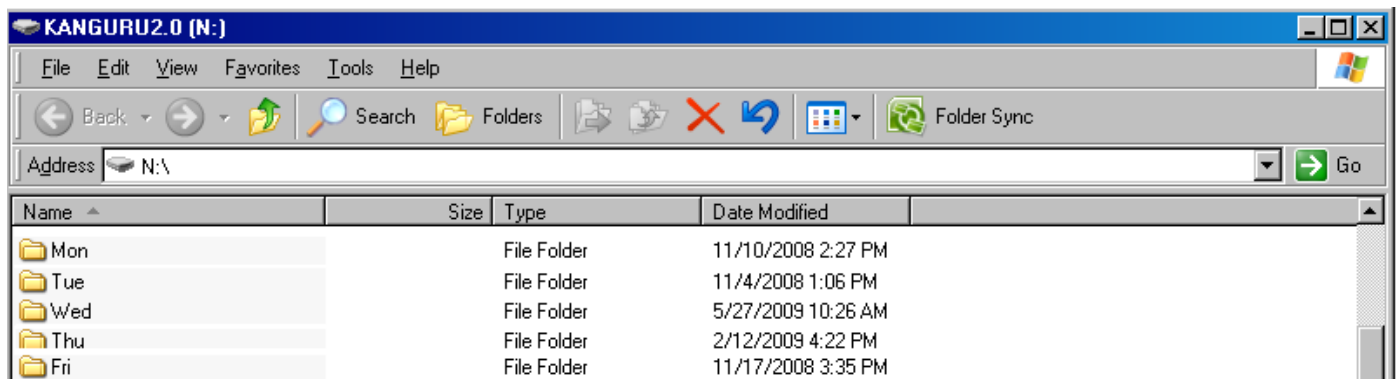 KANGURU2.0 (N:)
File Edit View Favorites Tools Help
Back Search Folders Folder Sync
Address N:\ Go
Name Size Type Date Modified
Mon File Folder 11/10/2008 2:27 PM
Tue File Folder 11/4/2008 1:06 PM
Wed File Folder 5/27/2009 10:26 AM
Thu File Folder 2/12/2009 4:22 PM
Fri File Folder 11/17/2008 3:35 PM